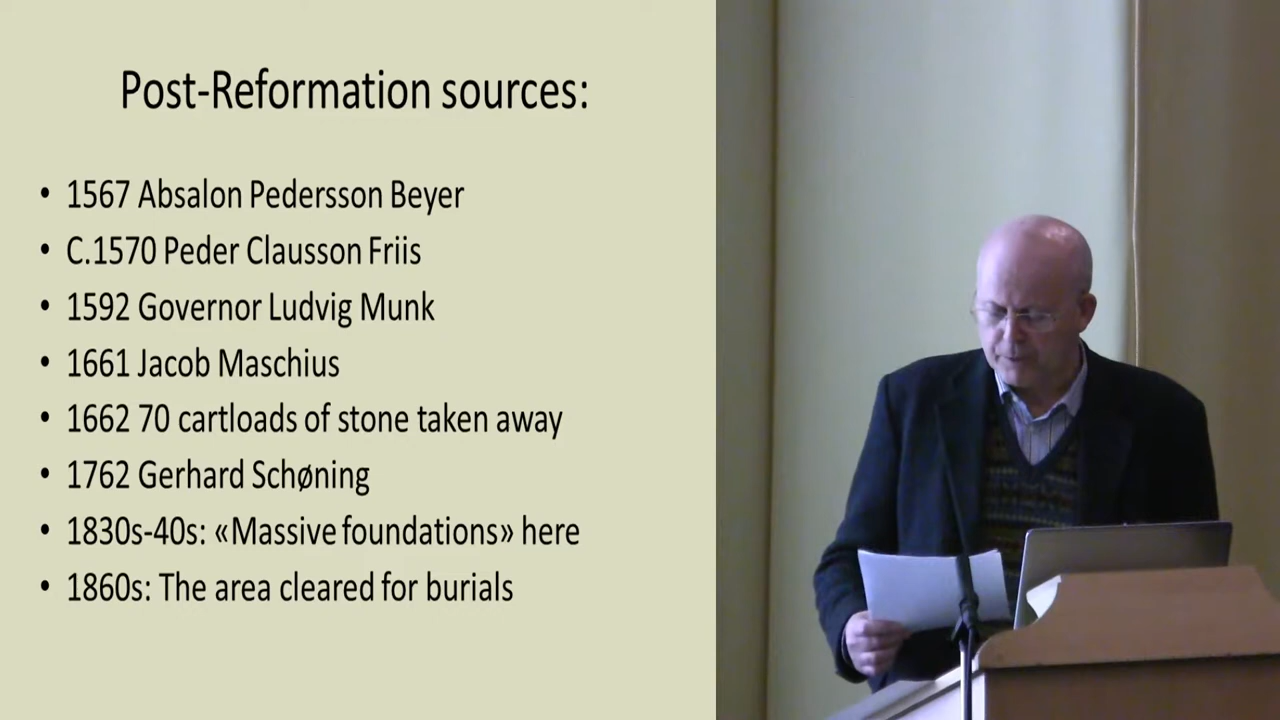 Post-Reformation sources:
• 1567 Absalon Pedersson Beyer
• C.1570 Peder Clausson Friis
• 1592 Governor Ludvig Munk
• 1661 Jacob Maschius
• 1662 70 cartloads of stone taken away
• 1762 Gerhard Schøning
• 1830s-40s: «Massive foundations» here
• 1860s: The area cleared for burials